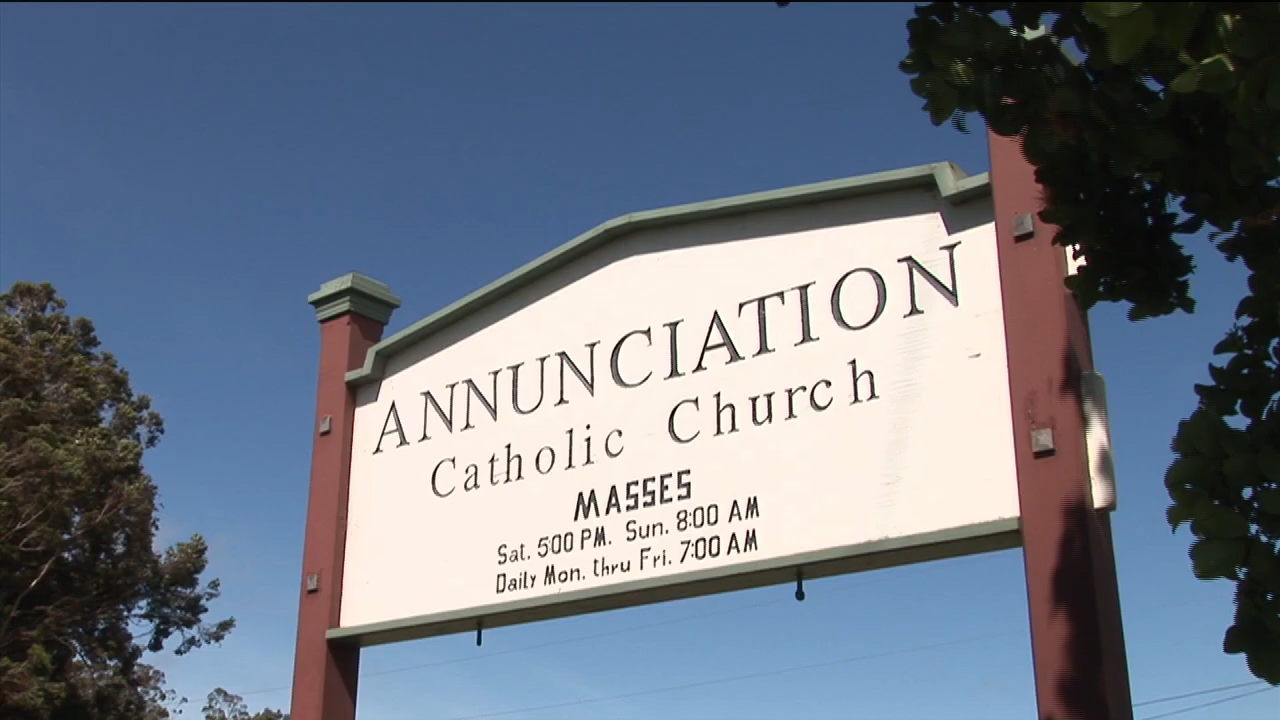 ANNUNCIATION
Catholic Church
MASSES
Sat. 5:00 PM. Sun. 8:00 AM
Daily Mon. thru Fri. 7:00 AM